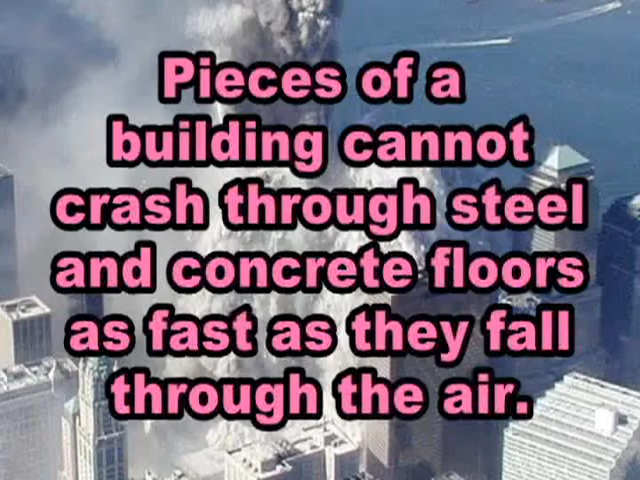 Pieces of a
building cannot
crash through steel
and concrete floors
as fast as they fall
through the air.